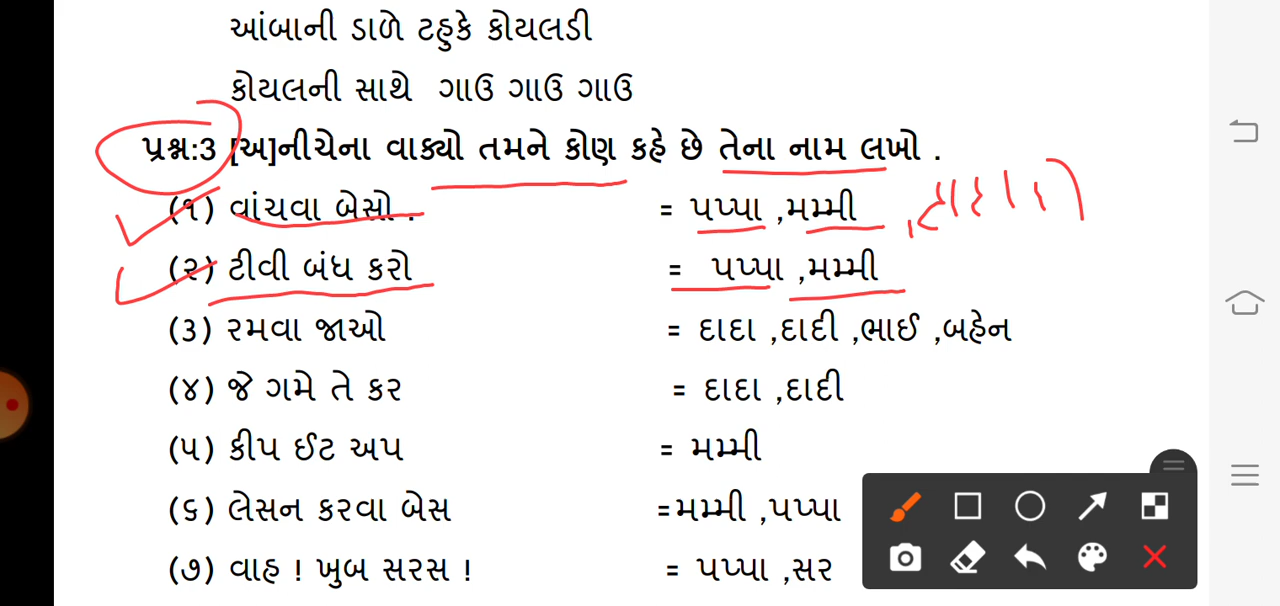 આંબાની ડાળે ટહુકે કોયલડી
કોયલની સાથે ગાઉ ગાઉ ગાઉ
પ્રશ્ન:3 [અ]નીચેના વાક્યો તમને કોણ કહે છે તેના નામ લખો .
(૧) વાંચવા બેસો . = પપ્પા ,મમ્મી
(૨) ટીવી બંધ કરો = પપ્પા ,મમ્મી
(૩) રમવા જાઓ = દાદા ,દાદી ,ભાઈ ,બહેન
(૪) જે ગમે તે કર = દાદા ,દાદી
(૫) કીપ ઈટ અપ = મમ્મી
(૬) લેસન કરવા બેસ =મમ્મી ,પપ્પા
(૭) વાહ ! ખુબ સરસ ! = પપ્પા ,સર